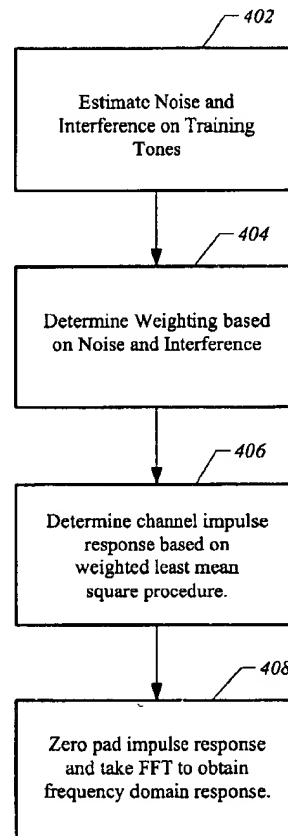 402
Estimate Noise and
Interference on Training
Tones
404
Determine Weighting based
on Noise and Interference
406
Determine channel impulse
response based on
weighted least mean
square procedure.
408
Zero pad impulse response
and take FFT to obtain
frequency domain response.